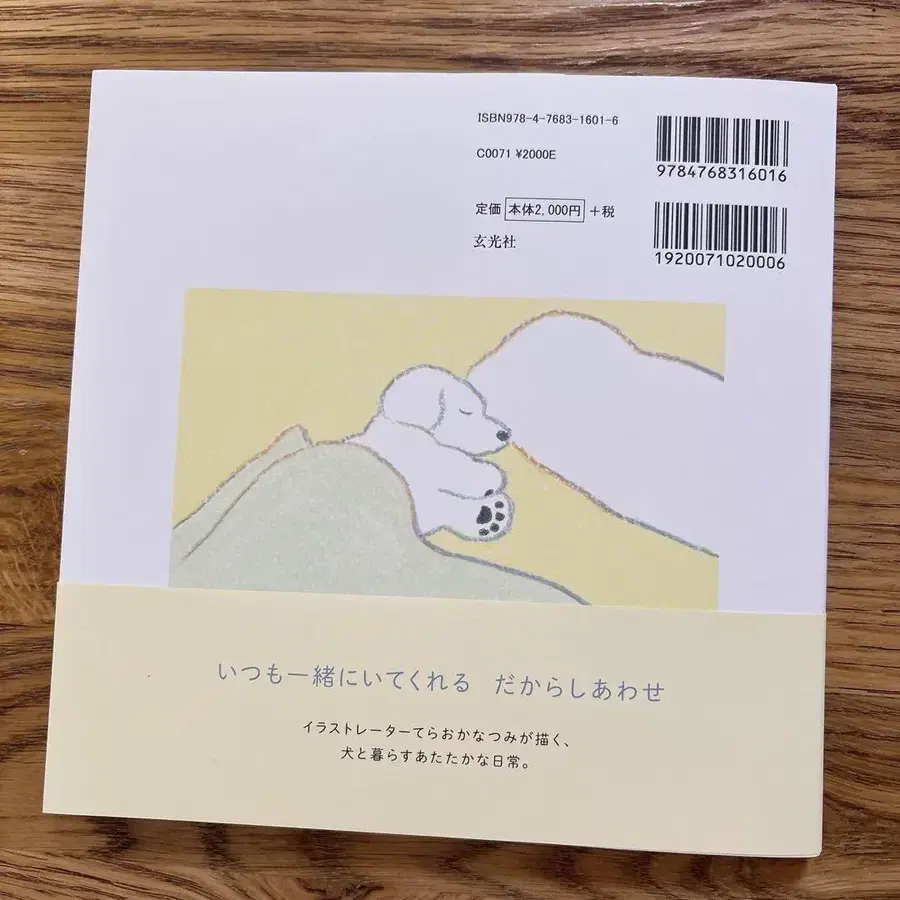 ISBN978-4-7683-1601-6
9784768316016
C0071 ¥2000E
定価 本体2,000円 +税
1920071020006
玄光社
いつも一緒にいてくれる だからしあわせ
イラストレーターてらおかなつみが描く、
犬と暮らすあたたかな日常。